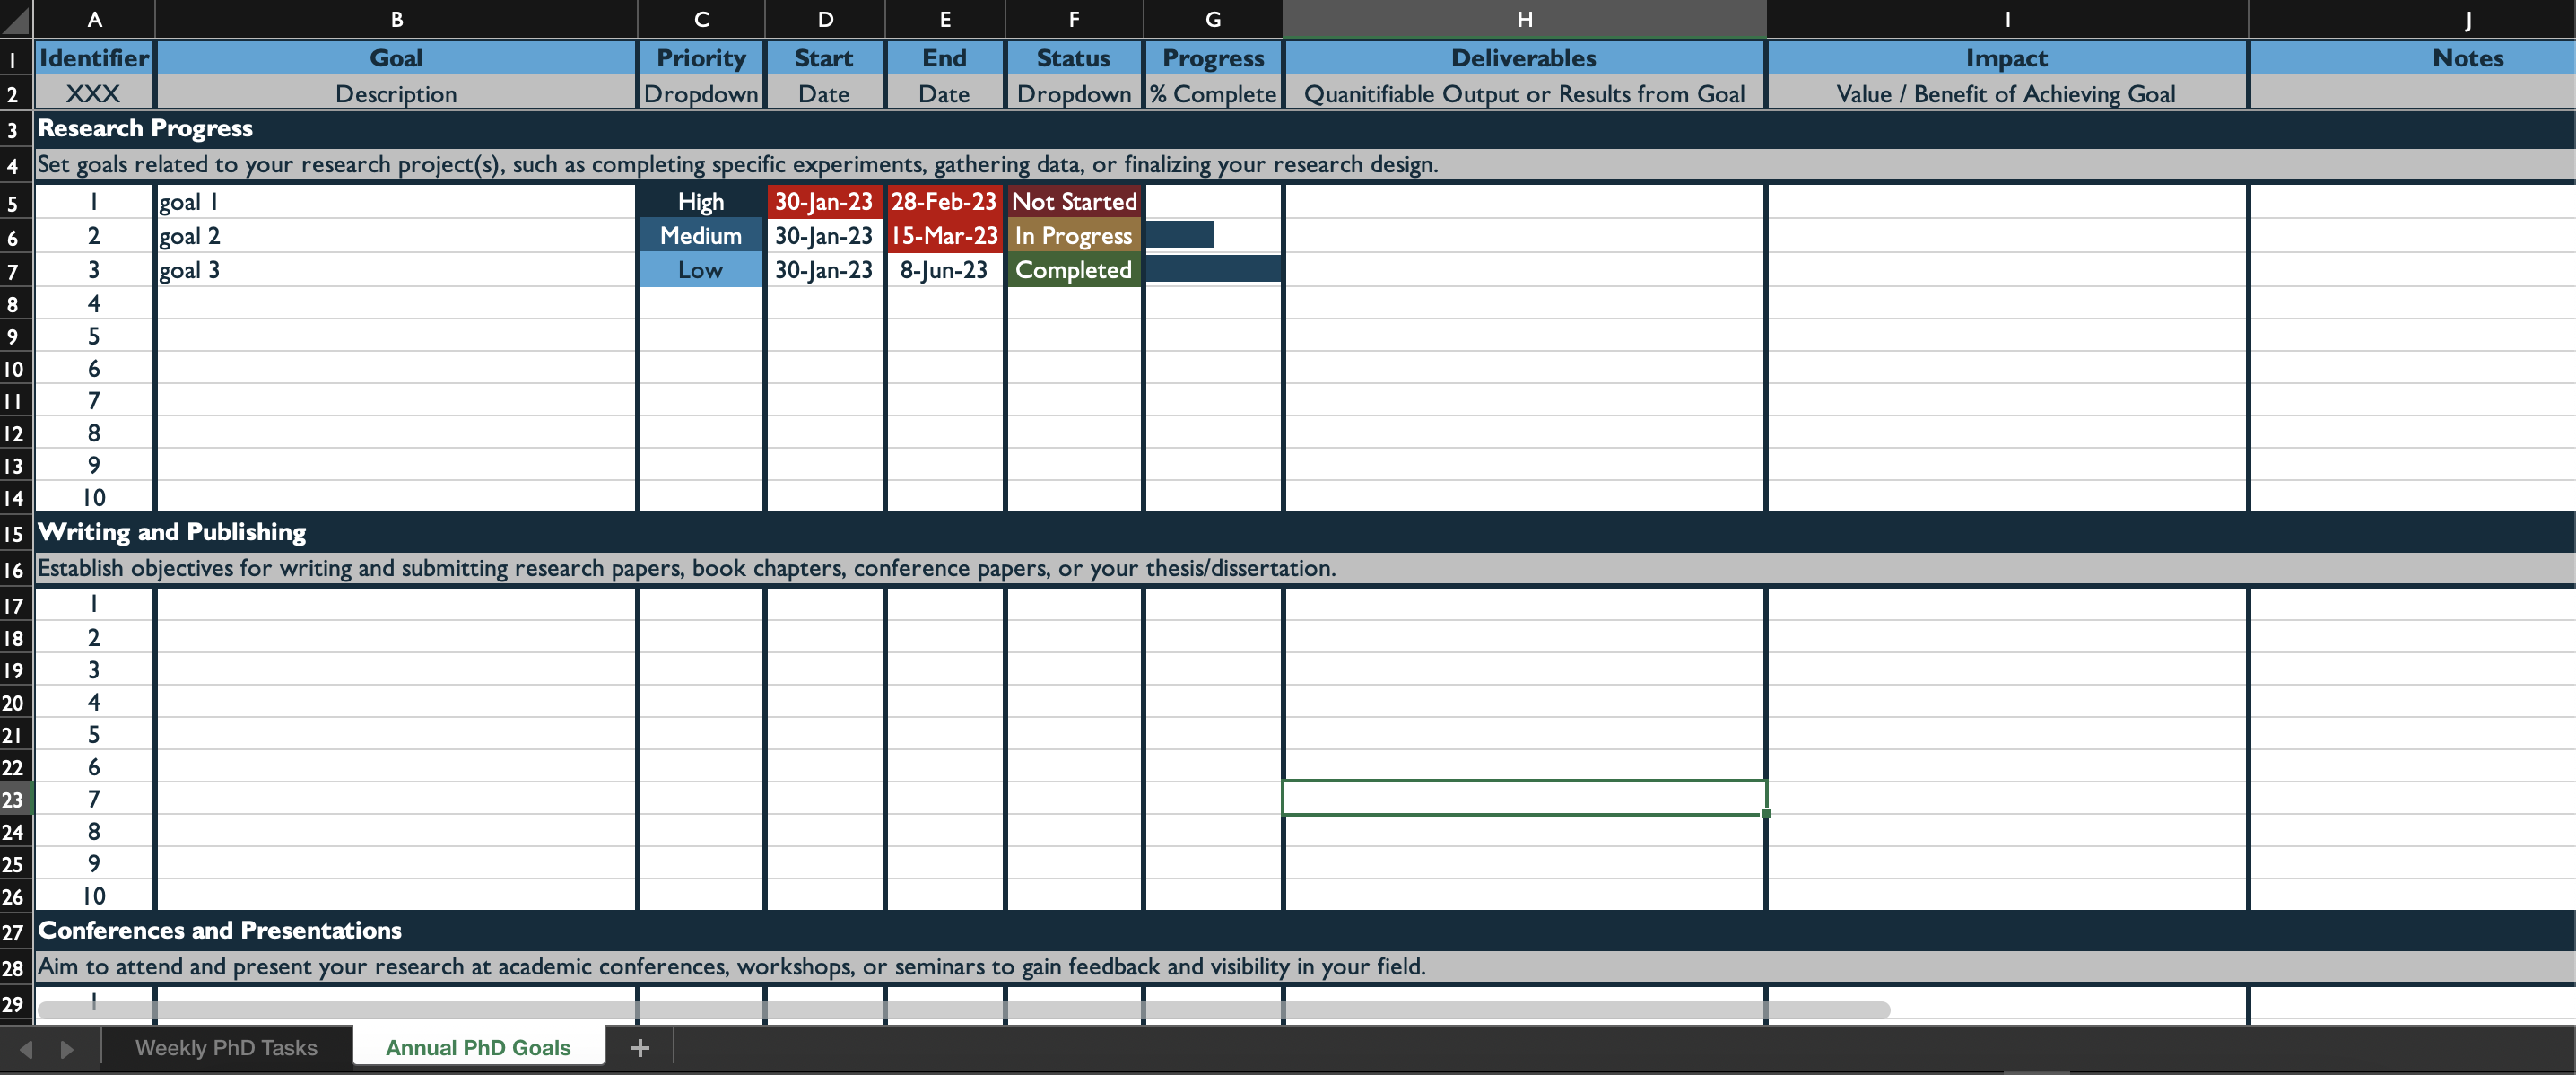 A B C D E F G H I J
1 Identifier Goal Priority Start End Status Progress Deliverables Impact Notes
2 XXX Description Dropdown Date Date Dropdown % Complete Quanitifiable Output or Results from Goal Value / Benefit of Achieving Goal
3 Research Progress
4 Set goals related to your research project(s), such as completing specific experiments, gathering data, or finalizing your research design.
5 1 goal 1 High 30-Jan-23 28-Feb-23 Not Started
6 2 goal 2 Medium 30-Jan-23 15-Mar-23 In Progress
7 3 goal 3 Low 30-Jan-23 8-Jun-23 Completed
8 4
9 5
10 6
11 7
12 8
13 9
14 10
15 Writing and Publishing
16 Establish objectives for writing and submitting research papers, book chapters, conference papers, or your thesis/dissertation.
17 1
18 2
19 3
20 4
21 5
22 6
23 7
24 8
25 9
26 10
27 Conferences and Presentations
28 Aim to attend and present your research at academic conferences, workshops, or seminars to gain feedback and visibility in your field.
29 1
Weekly PhD Tasks Annual PhD Goals +